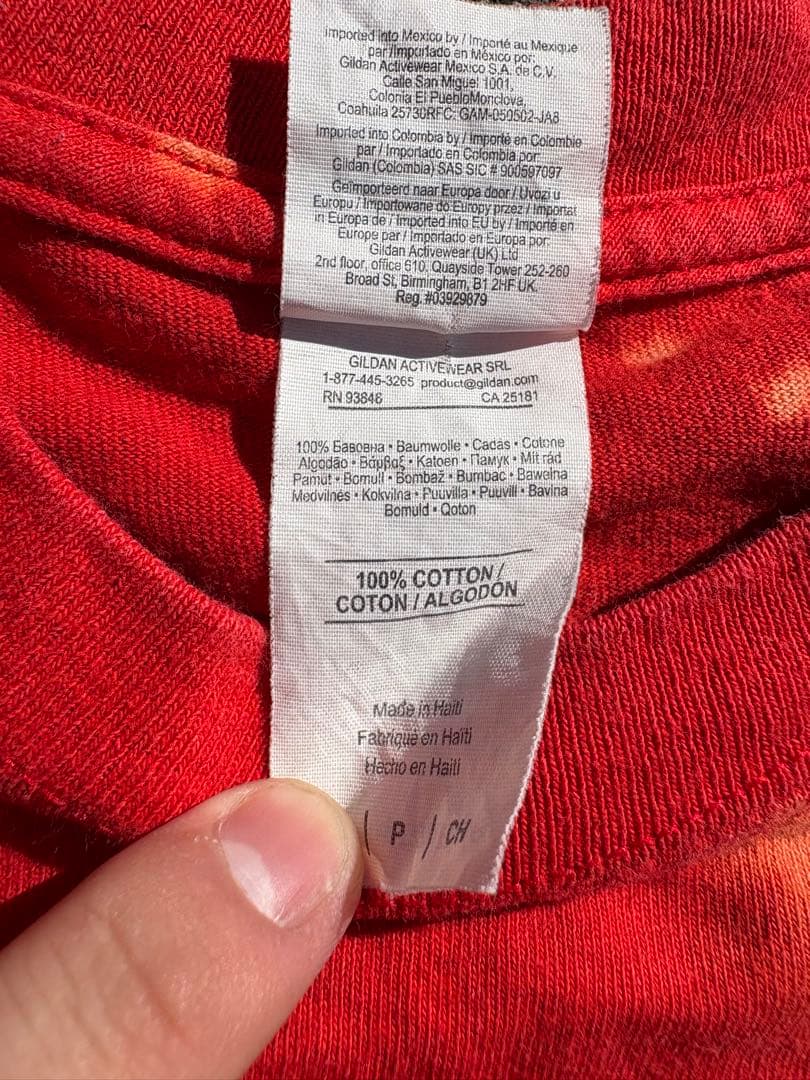 Imported into Mexico by / Importé au Mexique
par /Importado en México por:
Gildan Activewear Mexico S.A. de C.V.
Calle San Miguel 1001,
Colonia El PuebloMonclova,
Coahuila 25730RFC: GAM-050502-JA8
Imported into Colombia by / Importé en Colombie
par / Importado en Colombia por:
Gildan (Colombia) SAS SIC # 900597097
Geïmporteerd naar Europa door / Uvozi u
Europu / Importowane do Europy przez / Importat
in Europa de / Imported into EU by / Importé en
Europe par / Importado en Europa por:
Gildan Activewear (UK) Ltd
2nd floor, office 610, Quayside Tower 252-260
Broad St, Birmingham, B1 2HF UK.
Reg. #03929879
GILDAN ACTIVEWEAR SRL
1-877-445-3265 product@gildan.com
RN 93846 CA 25181
100% Бавовна • Baumwolle • Cadás • Cotone
Algodão • Βάμβαξ • Katoen • Памук • Mit rád
Pamut • Bomull • Bombaž • Bumbac • Bawełna
Medvilnės • Kokvilna • Puuvilla • Puuvill • Bavlna
Bomuld • Qoton
100% COTTON /
COTON / ALGODON
Made in Haiti
Fabriqué en Haïti
Hecho en Haití
/ P / CH